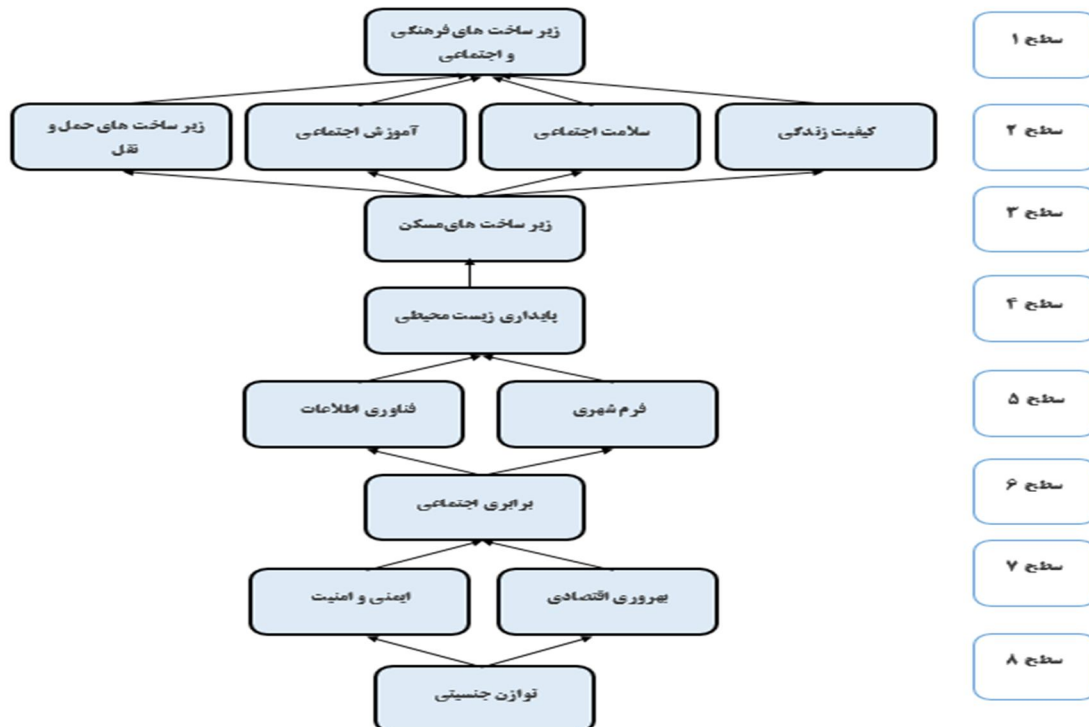 زیر ساخت های فرهنگی
و اجتماعی
سطح ۱
کیفیت زندگی
سلامت اجتماعی
آموزش اجتماعی
زیر ساخت های حمل و
نقل
سطح ۲
زیر ساخت های مسکن
سطح ۳
پایداری زیست محیطی
سطح ۴
فرم شهری
فناوری اطلاعات
سطح ۵
برابری اجتماعی
سطح ۶
بهروری اقتصادی
ایمنی و امنیت
سطح ۷
توازن جنسیتی
سطح ۸